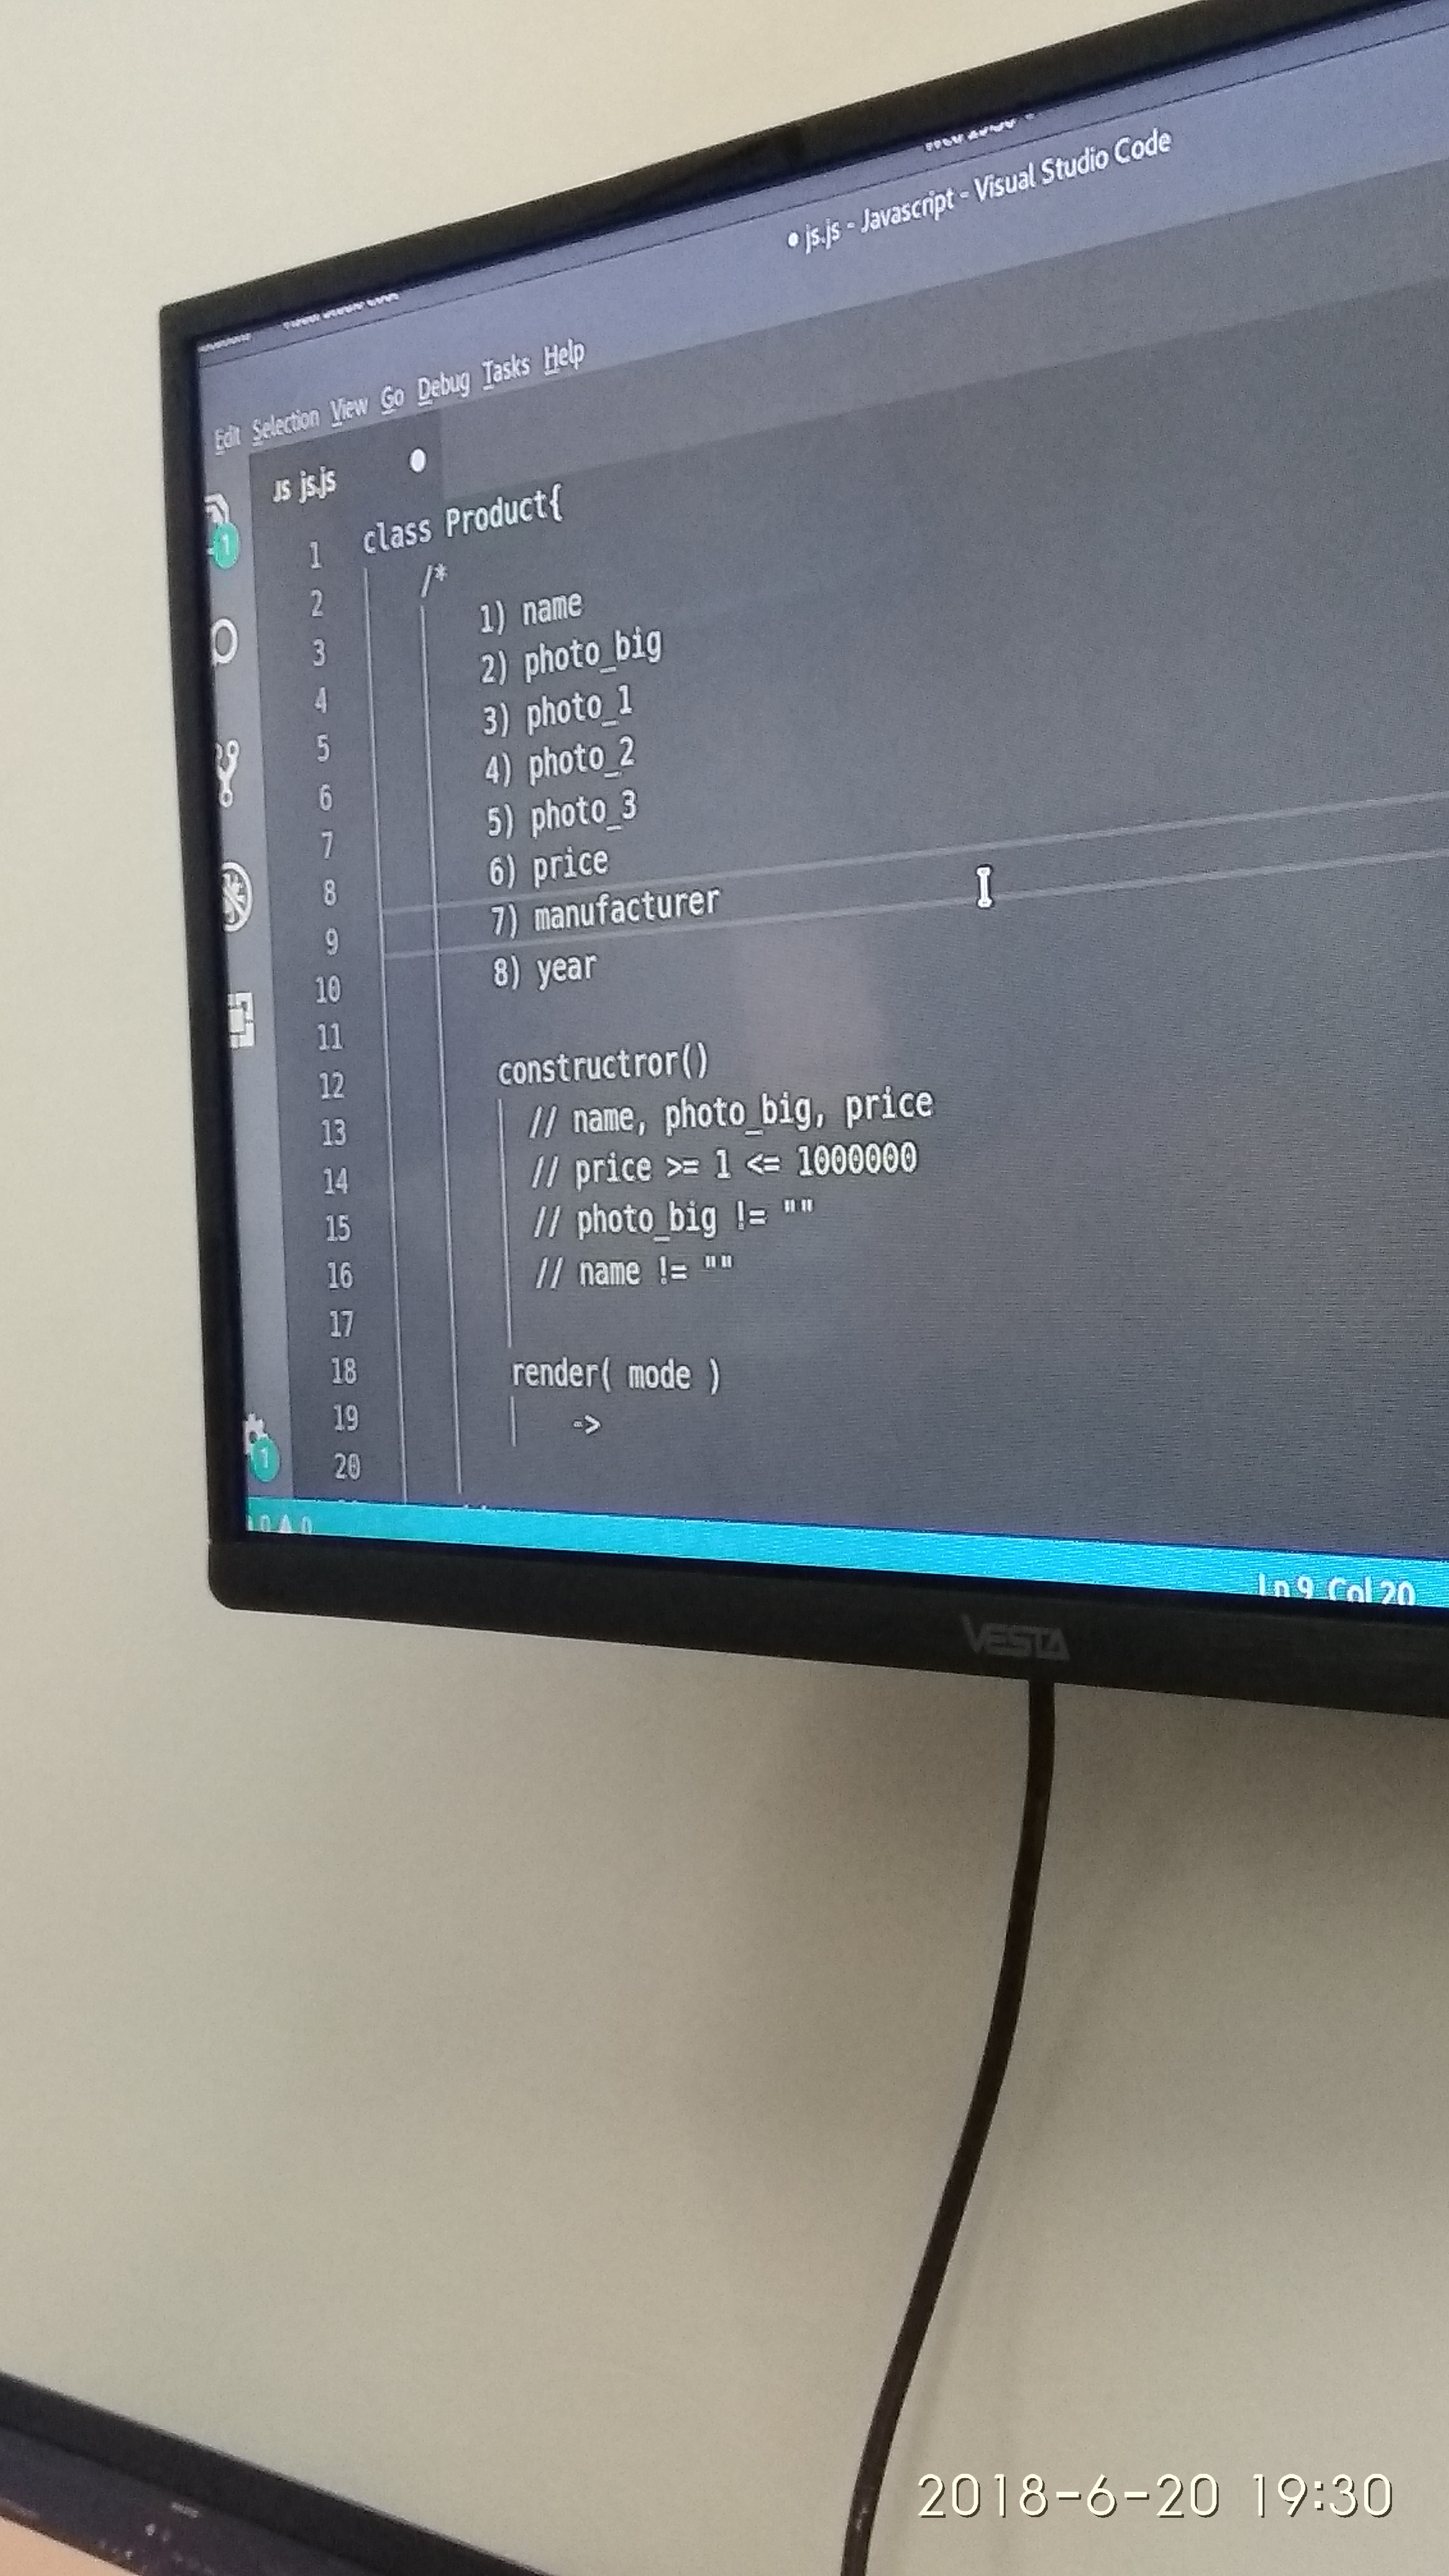 ● js.js - Javascript - Visual Studio Code
Edit Selection View Go Debug Tasks Help
JS js.js ●
1 class Product{
2 /*
3 1) name
4 2) photo_big
5 3) photo_1
6 4) photo_2
7 5) photo_3
8 6) price
9 7) manufacturer
10 8) year
11
12 constructror()
13 // name, photo_big, price
14 // price >= 1 <= 1000000
15 // photo_big != ""
16 // name != ""
17
18 render( mode )
19 ->
20
1
1
Ln 9, Col 20
VESTA
2018-6-20 19:30